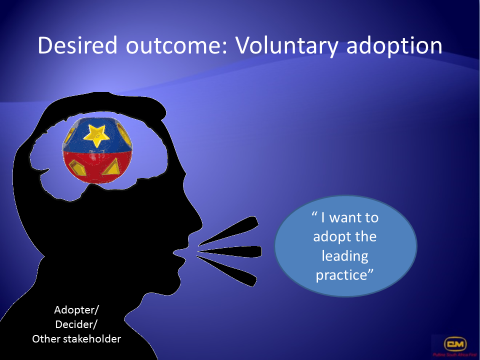 Desired outcome: Voluntary adoption
“ I want to
adopt the
leading
practice”
Adopter/
Decider/
Other stakeholder
CM